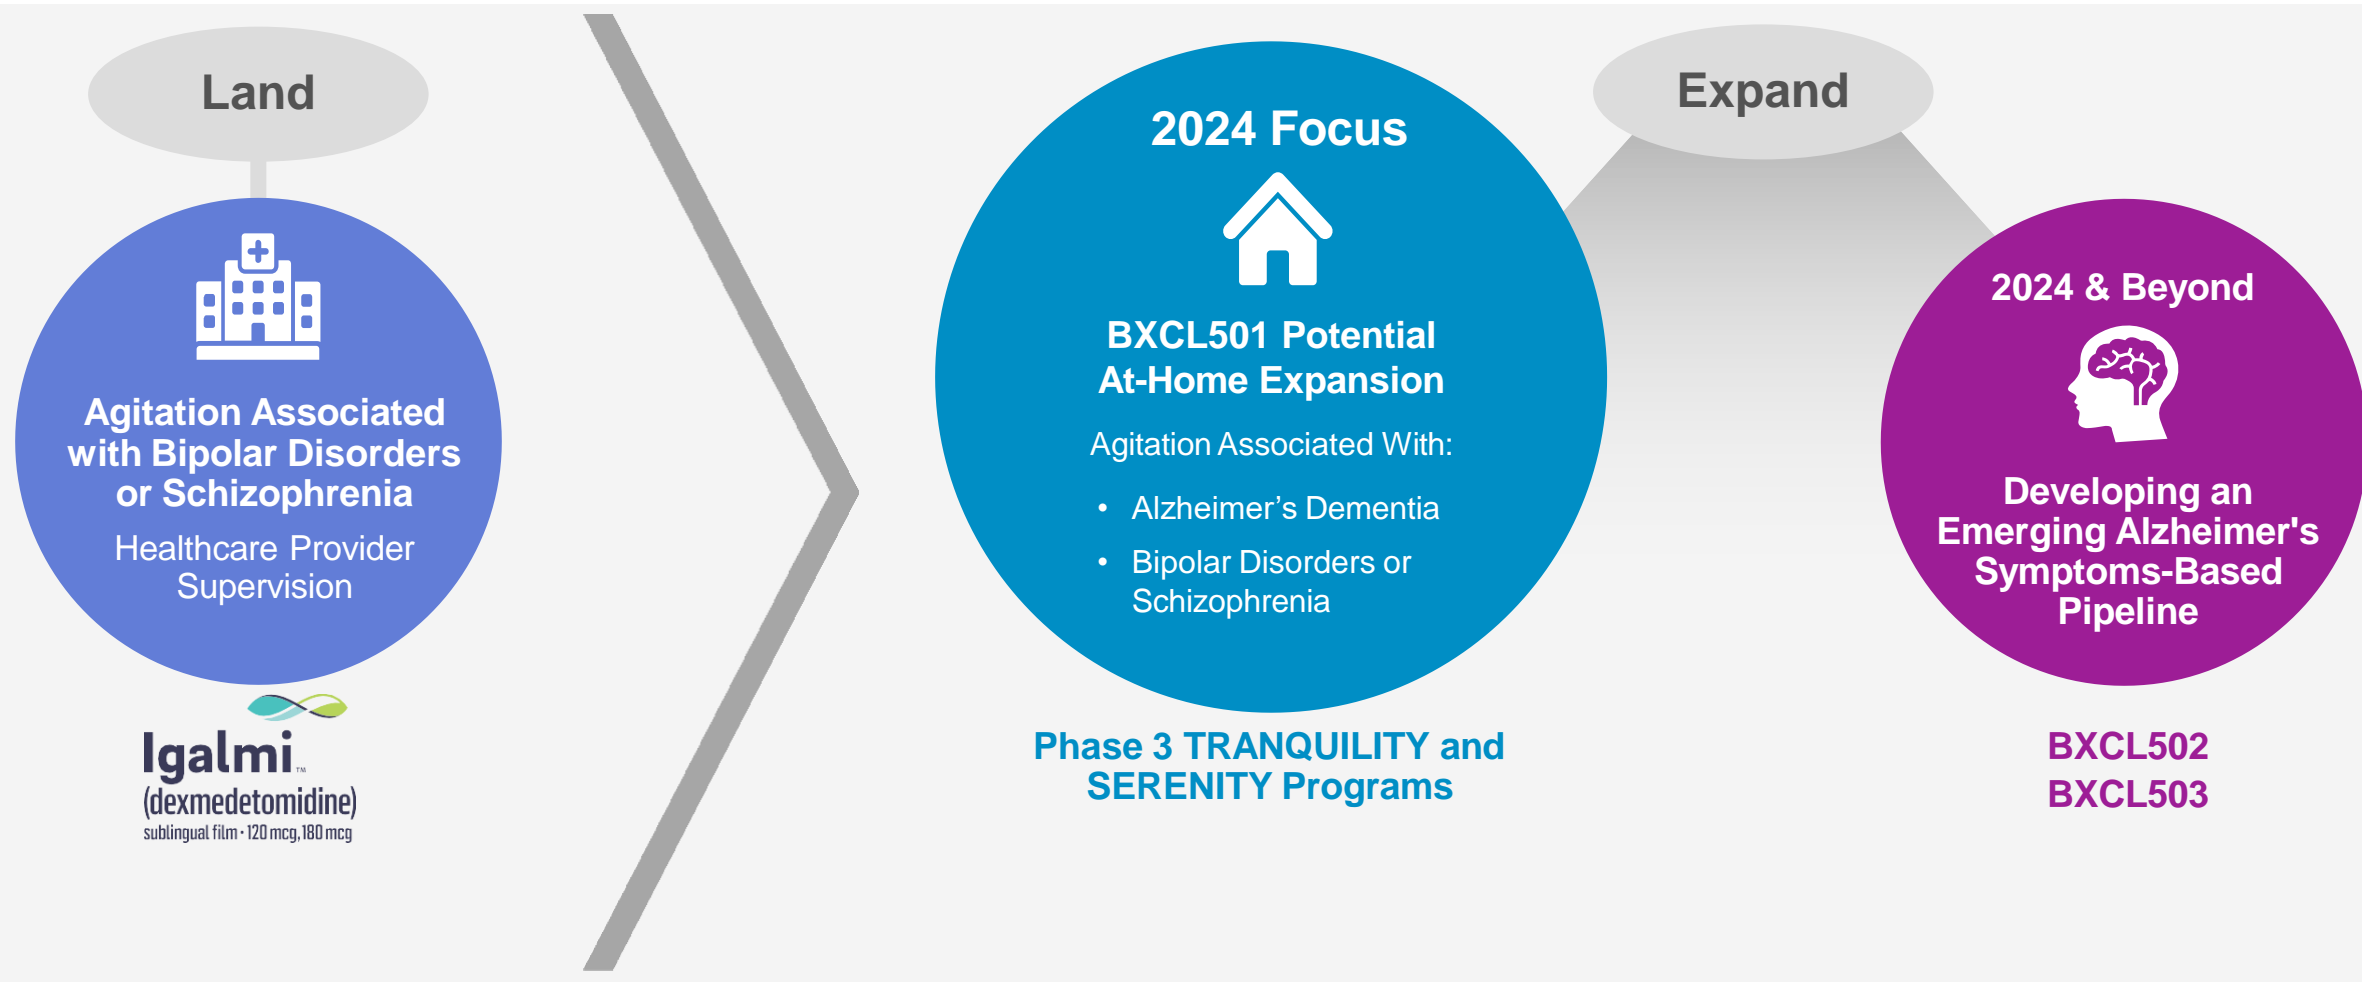 Land
Agitation Associated
with Bipolar Disorders
or Schizophrenia
Healthcare Provider
Supervision
Igalmi™
(dexmedetomidine)
sublingual film • 120 mcg, 180 mcg
Expand
2024 Focus
BXCL501 Potential
At-Home Expansion
Agitation Associated With:
• Alzheimer’s Dementia
• Bipolar Disorders or
Schizophrenia
Phase 3 TRANQUILITY and
SERENITY Programs
2024 & Beyond
Developing an
Emerging Alzheimer's
Symptoms-Based
Pipeline
BXCL502
BXCL503